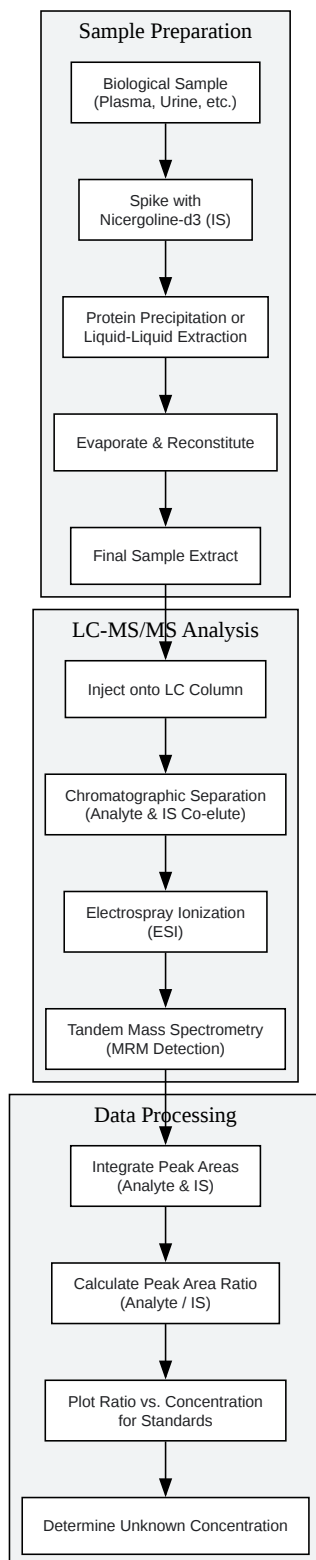 Sample Preparation
Biological Sample
(Plasma, Urine, etc.)
Spike with
Nicergoline-d3 (IS)
Protein Precipitation or
Liquid-Liquid Extraction
Evaporate & Reconstitute
Final Sample Extract
LC-MS/MS Analysis
Inject onto LC Column
Chromatographic Separation
(Analyte & IS Co-elute)
Electrospray Ionization
(ESI)
Tandem Mass Spectrometry
(MRM Detection)
Data Processing
Integrate Peak Areas
(Analyte & IS)
Calculate Peak Area Ratio
(Analyte / IS)
Plot Ratio vs. Concentration
for Standards
Determine Unknown Concentration